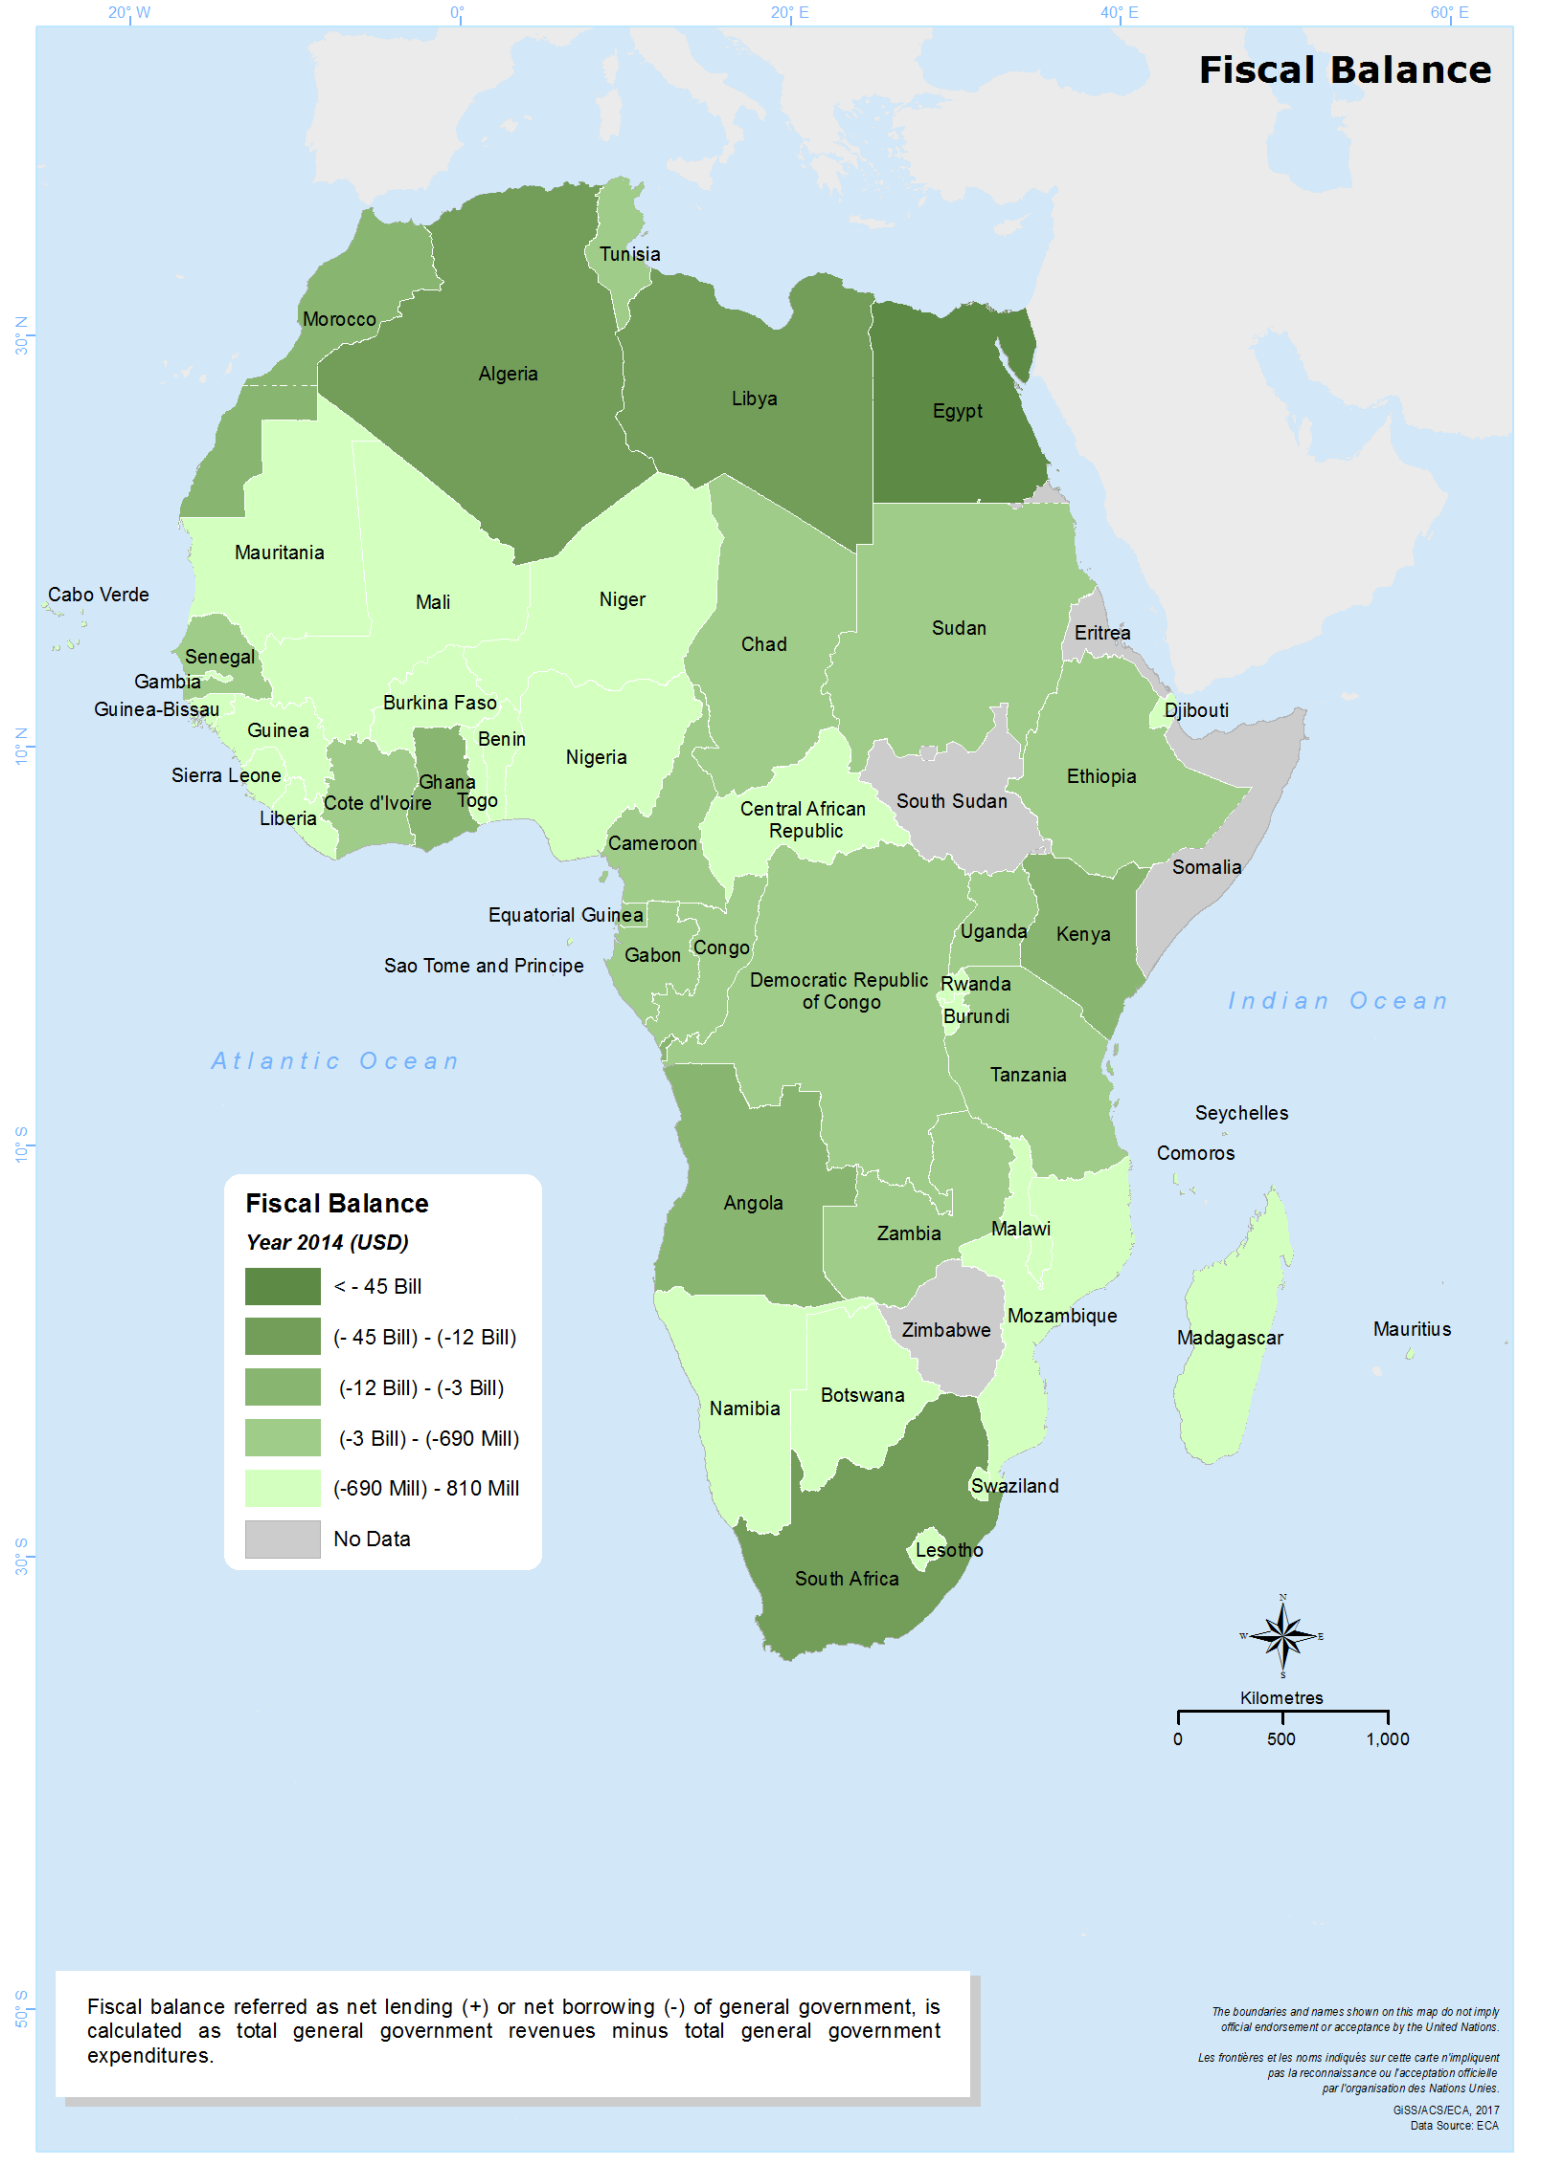 20° W
0°
20° E
40° E
60° E
Fiscal Balance
30° N
10° N
10° S
30° S
50° S
Tunisia
Morocco
Algeria
Libya
Egypt
Mauritania
Cabo Verde
Mali
Niger
Chad
Sudan
Eritrea
Senegal
Gambia
Guinea-Bissau
Burkina Faso
Djibouti
Guinea
Benin
Nigeria
Sierra Leone
Ghana
Ethiopia
Cote d'Ivoire
Togo
South Sudan
Central African
Republic
Liberia
Cameroon
Somalia
Equatorial Guinea
Uganda
Kenya
Gabon
Congo
Sao Tome and Principe
Democratic Republic
of Congo
Rwanda
Burundi
Indian Ocean
Atlantic Ocean
Tanzania
Seychelles
Comoros
Angola
Zambia
Malawi
Mozambique
Zimbabwe
Madagascar
Mauritius
Namibia
Botswana
Swaziland
Lesotho
South Africa
Fiscal Balance
Year 2014 (USD)
< - 45 Bill
(- 45 Bill) - (-12 Bill)
(-12 Bill) - (-3 Bill)
(-3 Bill) - (-690 Mill)
(-690 Mill) - 810 Mill
No Data
N
W
E
S
Kilometres
0
500
1,000
Fiscal balance referred as net lending (+) or net borrowing (-) of general government, is
calculated as total general government revenues minus total general government
expenditures.
The boundaries and names shown on this map do not imply
official endorsement or acceptance by the United Nations.
Les frontières et les noms indiqués sur cette carte n'impliquent
pas la reconnaissance ou l'acceptation officielle
par l'organisation des Nations Unies.
GiSS/ACS/ECA, 2017
Data Source: ECA